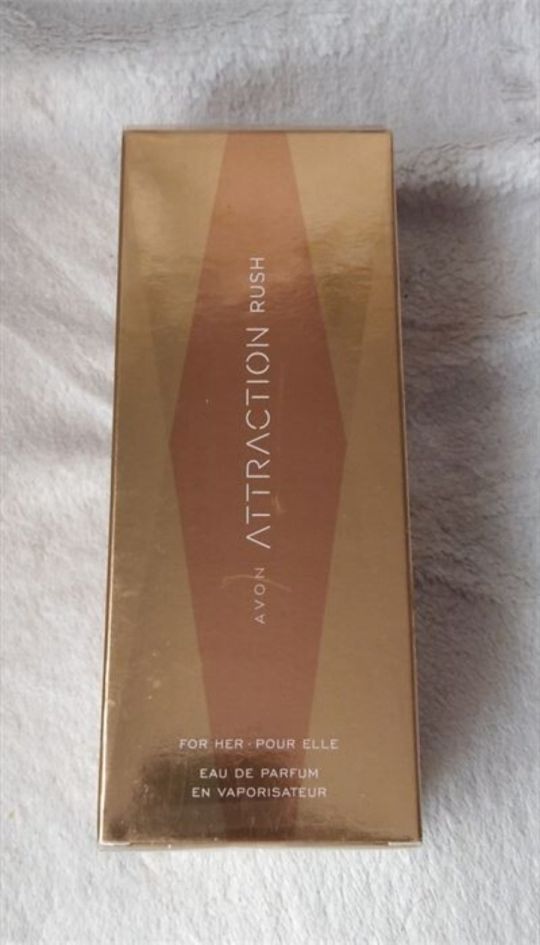 AVON ATTRACTION RUSH
FOR HER · POUR ELLE
EAU DE PARFUM
EN VAPORISATEUR